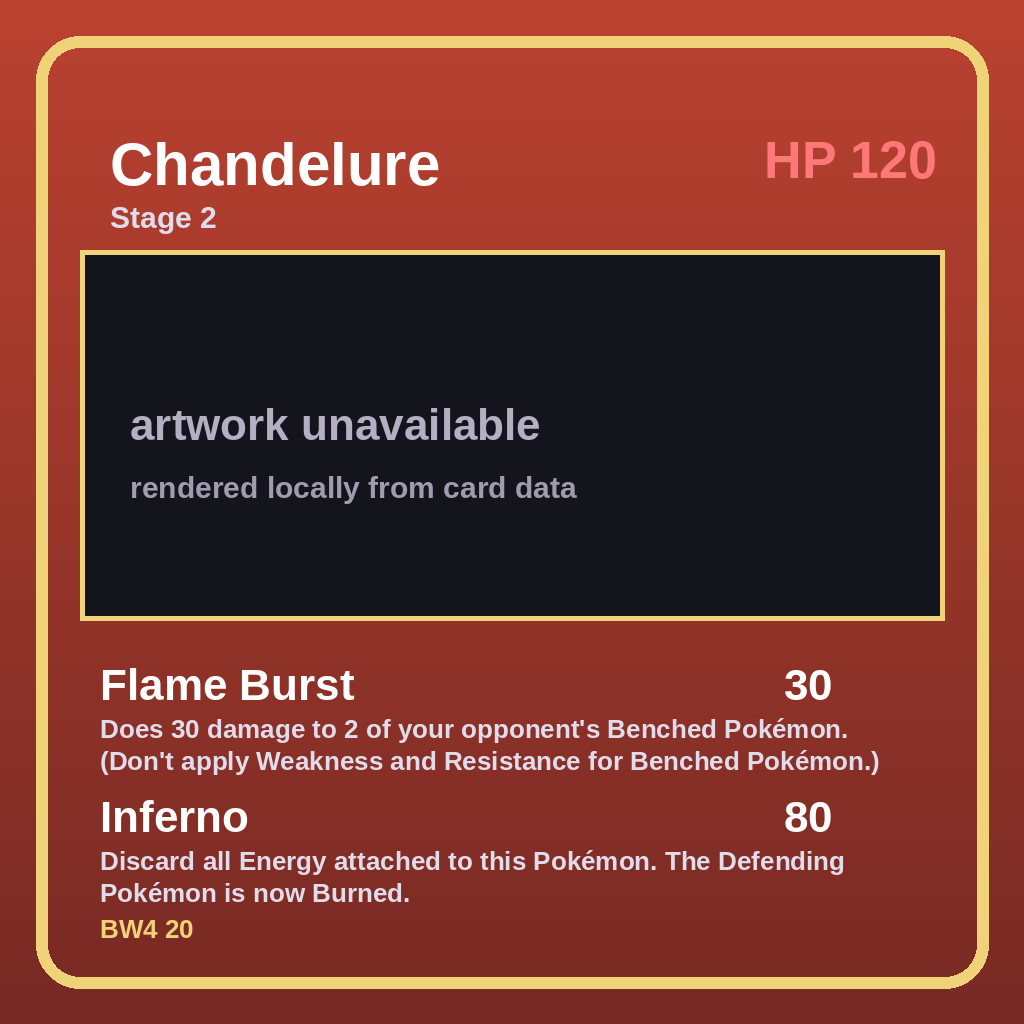 Chandelure
HP 120
Stage 2
artwork unavailable
rendered locally from card data
Flame Burst 30
Does 30 damage to 2 of your opponent's Benched Pokémon.
(Don't apply Weakness and Resistance for Benched Pokémon.)
Inferno 80
Discard all Energy attached to this Pokémon. The Defending
Pokémon is now Burned.
BW4 20